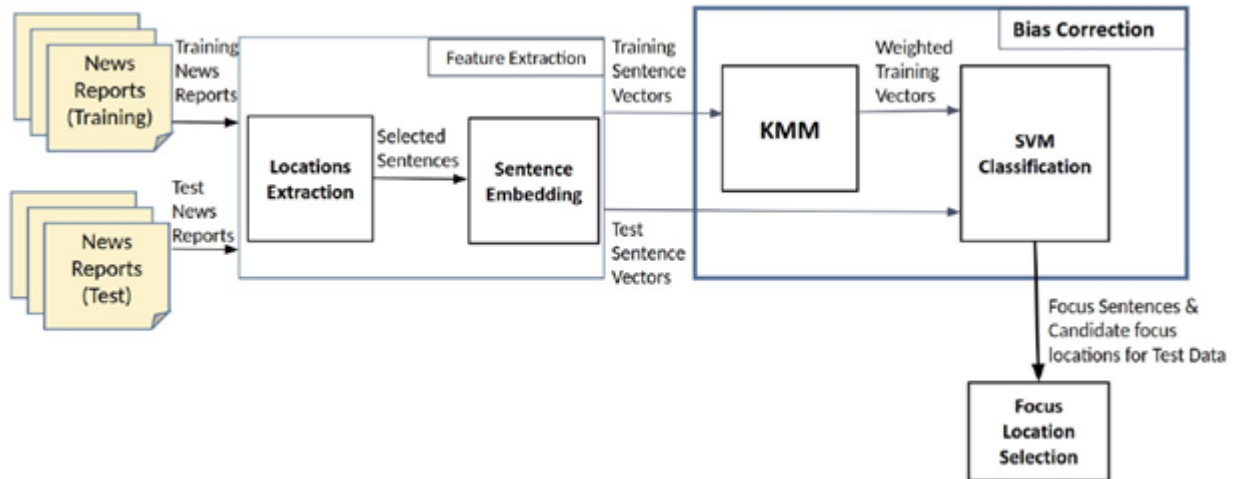 News
Reports
(Training)
Training
News
Reports
News
Reports
(Test)
Test
News
Reports
Feature Extraction
Locations
Extraction
Selected
Sentences
Sentence
Embedding
Training
Sentence
Vectors
Test
Sentence
Vectors
Bias Correction
KMM
Weighted
Training
Vectors
SVM
Classification
Focus Sentences &
Candidate focus
locations for Test Data
Focus
Location
Selection